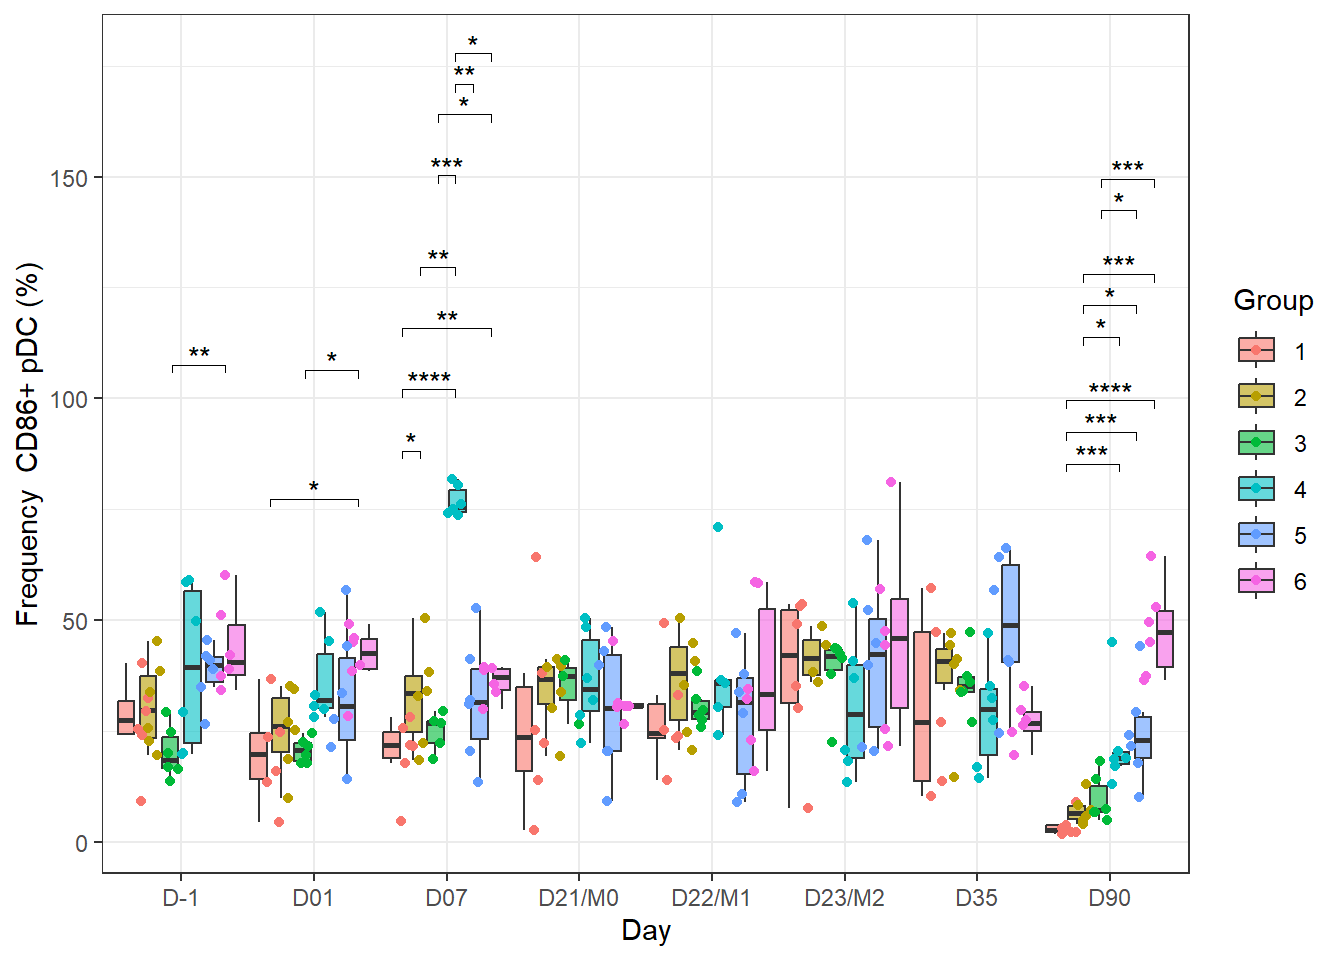 Frequency  CD86+ pDC (%)
150
100
50
0
*
**
*
***
**
**
****
*
**
*
*
***
*
***
*
*
****
***
***
D-1
D01
D07
D21/M0
D22/M1
D23/M2
D35
D90
Day
Group
1
2
3
4
5
6